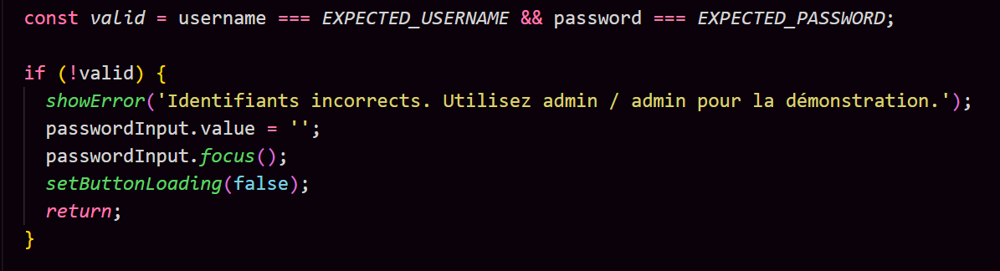 const valid = username === EXPECTED_USERNAME && password === EXPECTED_PASSWORD;
if (!valid) {
showError('Identifiants incorrects. Utilisez admin / admin pour la démonstration.');
passwordInput.value = '';
passwordInput.focus();
setButtonLoading(false);
return;
}